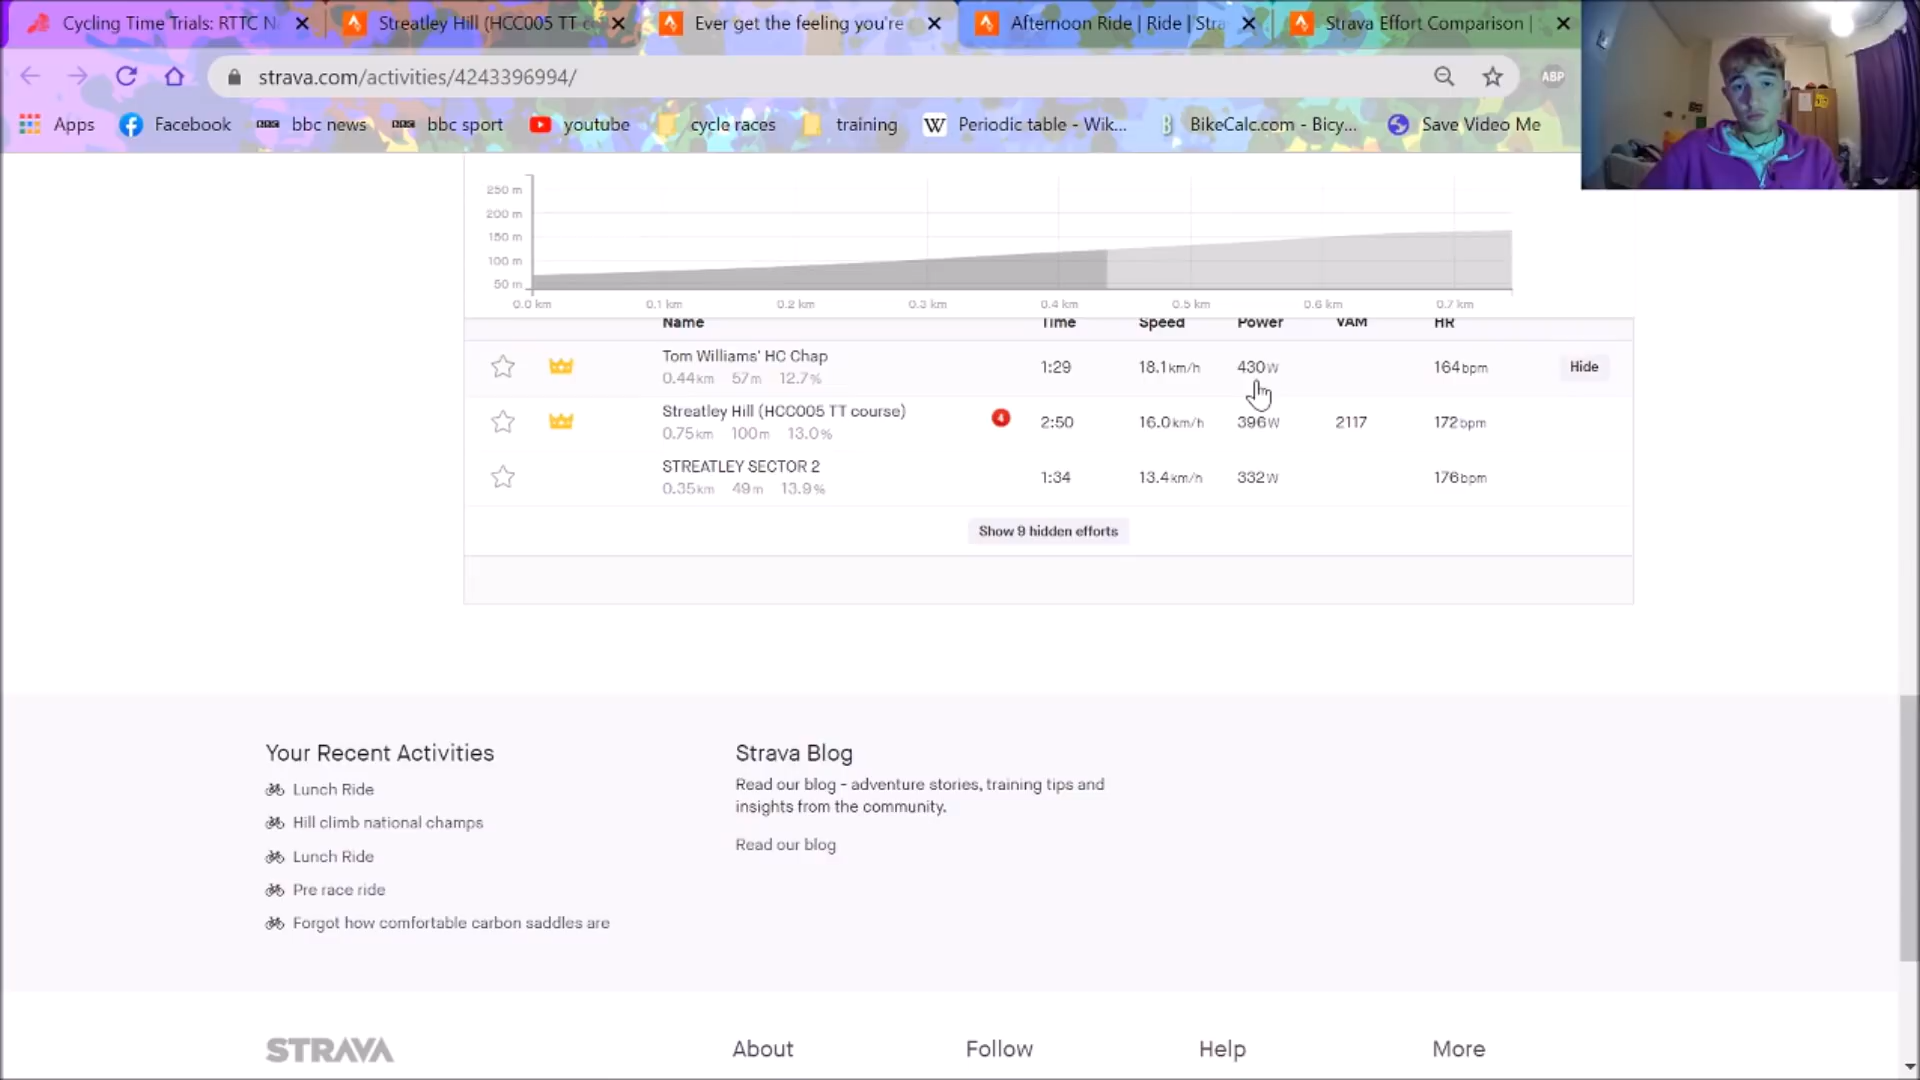 Cycling Time Trials: RTTC N
Streatley Hill (HCC005 TT co
Ever get the feeling you're
Afternoon Ride | Ride | Stra
Strava Effort Comparison |
strava.com/activities/4243396994/
ABP
Apps
Facebook
BBC NEWS bbc news
BBC bbc sport
youtube
cycle races
training
W Periodic table - Wik...
BikeCalc.com - Bicy...
Save Video Me
250 m
200 m
150 m
100 m
50 m
0.0 km 0.1 km 0.2 km 0.3 km 0.4 km 0.5 km 0.6 km 0.7 km
Name Time Speed Power VAM HR
Tom Williams' HC Chap 1:29 18.1km/h 430W 164bpm Hide
0.44km 57m 12.7%
Streatley Hill (HCC005 TT course) 4 2:50 16.0km/h 396W 2117 172bpm
0.75km 100m 13.0%
STREATLEY SECTOR 2 1:34 13.4km/h 332W 176bpm
0.35km 49m 13.9%
Show 9 hidden efforts
Your Recent Activities
Lunch Ride
Hill climb national champs
Lunch Ride
Pre race ride
Forgot how comfortable carbon saddles are
Strava Blog
Read our blog - adventure stories, training tips and
insights from the community.
Read our blog
STRAVA
About Follow Help More